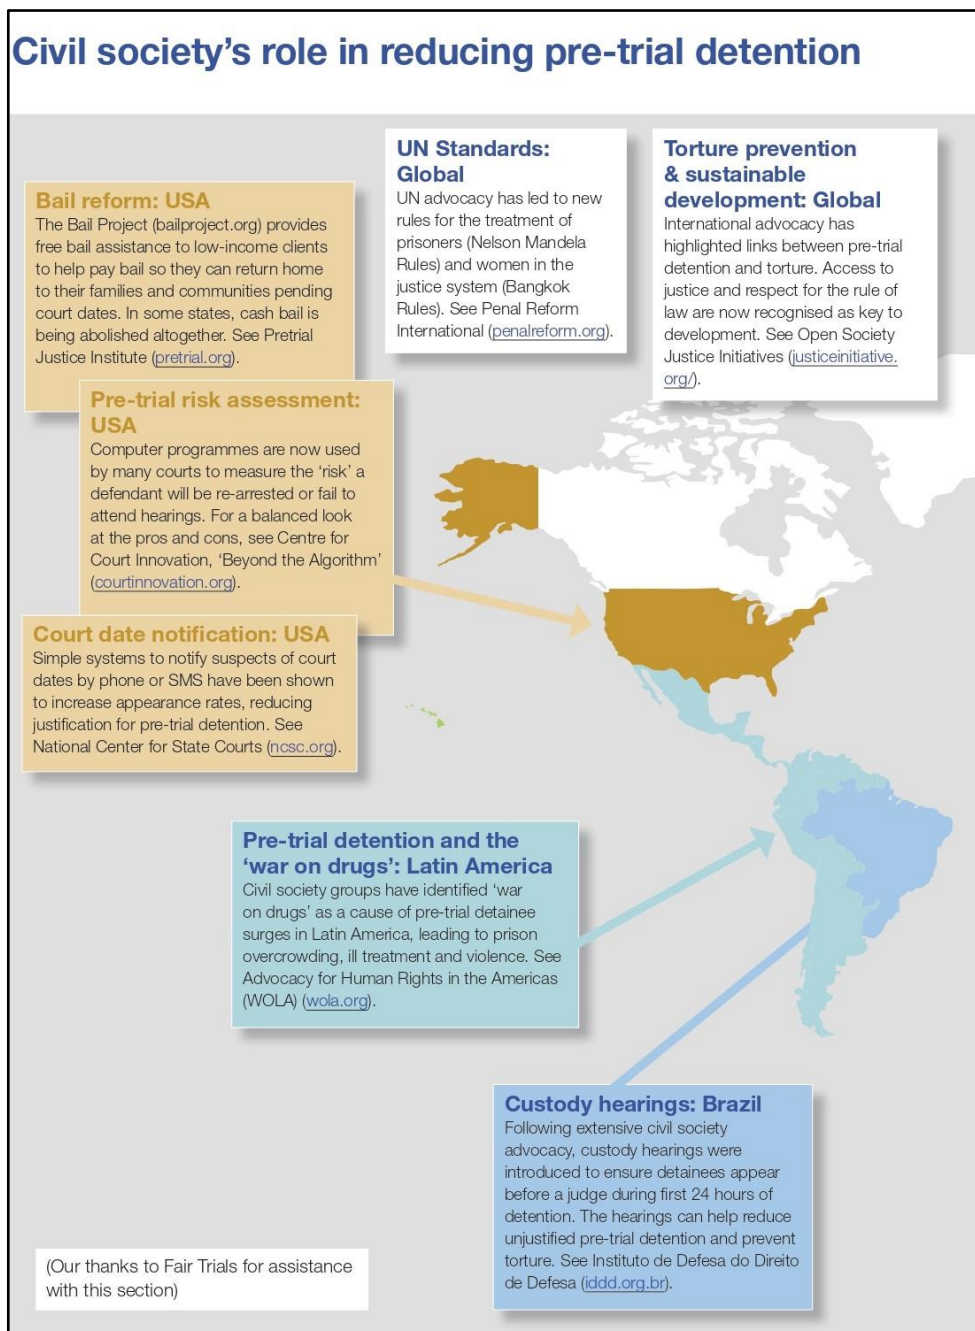 Civil society's role in reducing pre-trial detention
Bail reform: USA
The Bail Project (bailproject.org) provides
free bail assistance to low-income clients
to help pay bail so they can return home
to their families and communities pending
court dates. In some states, cash bail is
being abolished altogether. See Pretrial
Justice Institute (pretrial.org).
UN Standards:
Global
UN advocacy has led to new
rules for the treatment of
prisoners (Nelson Mandela
Rules) and women in the
justice system (Bangkok
Rules). See Penal Reform
International (penalreform.org).
Torture prevention
& sustainable
development: Global
International advocacy has
highlighted links between pre-trial
detention and torture. Access to
justice and respect for the rule of
law are now recognised as key to
development. See Open Society
Justice Initiatives (justiceinitiative.
org/).
Pre-trial risk assessment:
USA
Computer programmes are now used
by many courts to measure the ‘risk’ a
defendant will be re-arrested or fail to
attend hearings. For a balanced look
at the pros and cons, see Centre for
Court Innovation, ‘Beyond the Algorithm’
(courtinnovation.org).
Court date notification: USA
Simple systems to notify suspects of court
dates by phone or SMS have been shown
to increase appearance rates, reducing
justification for pre-trial detention. See
National Center for State Courts (ncsc.org).
Pre-trial detention and the
‘war on drugs’: Latin America
Civil society groups have identified ‘war
on drugs’ as a cause of pre-trial detainee
surges in Latin America, leading to prison
overcrowding, ill treatment and violence. See
Advocacy for Human Rights in the Americas
(WOLA) (wola.org).
Custody hearings: Brazil
Following extensive civil society
advocacy, custody hearings were
introduced to ensure detainees appear
before a judge during first 24 hours of
detention. The hearings can help reduce
unjustified pre-trial detention and prevent
torture. See Instituto de Defesa do Direito
de Defesa (iddd.org.br).
(Our thanks to Fair Trials for assistance
with this section)